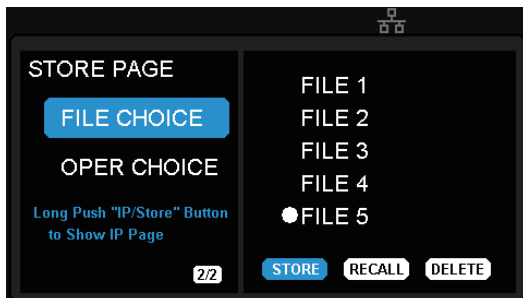 STORE PAGE
FILE CHOICE
OPER CHOICE
Long Push "IP/Store" Button
to Show IP Page
2/2
FILE 1
FILE 2
FILE 3
FILE 4
FILE 5
STORE RECALL DELETE